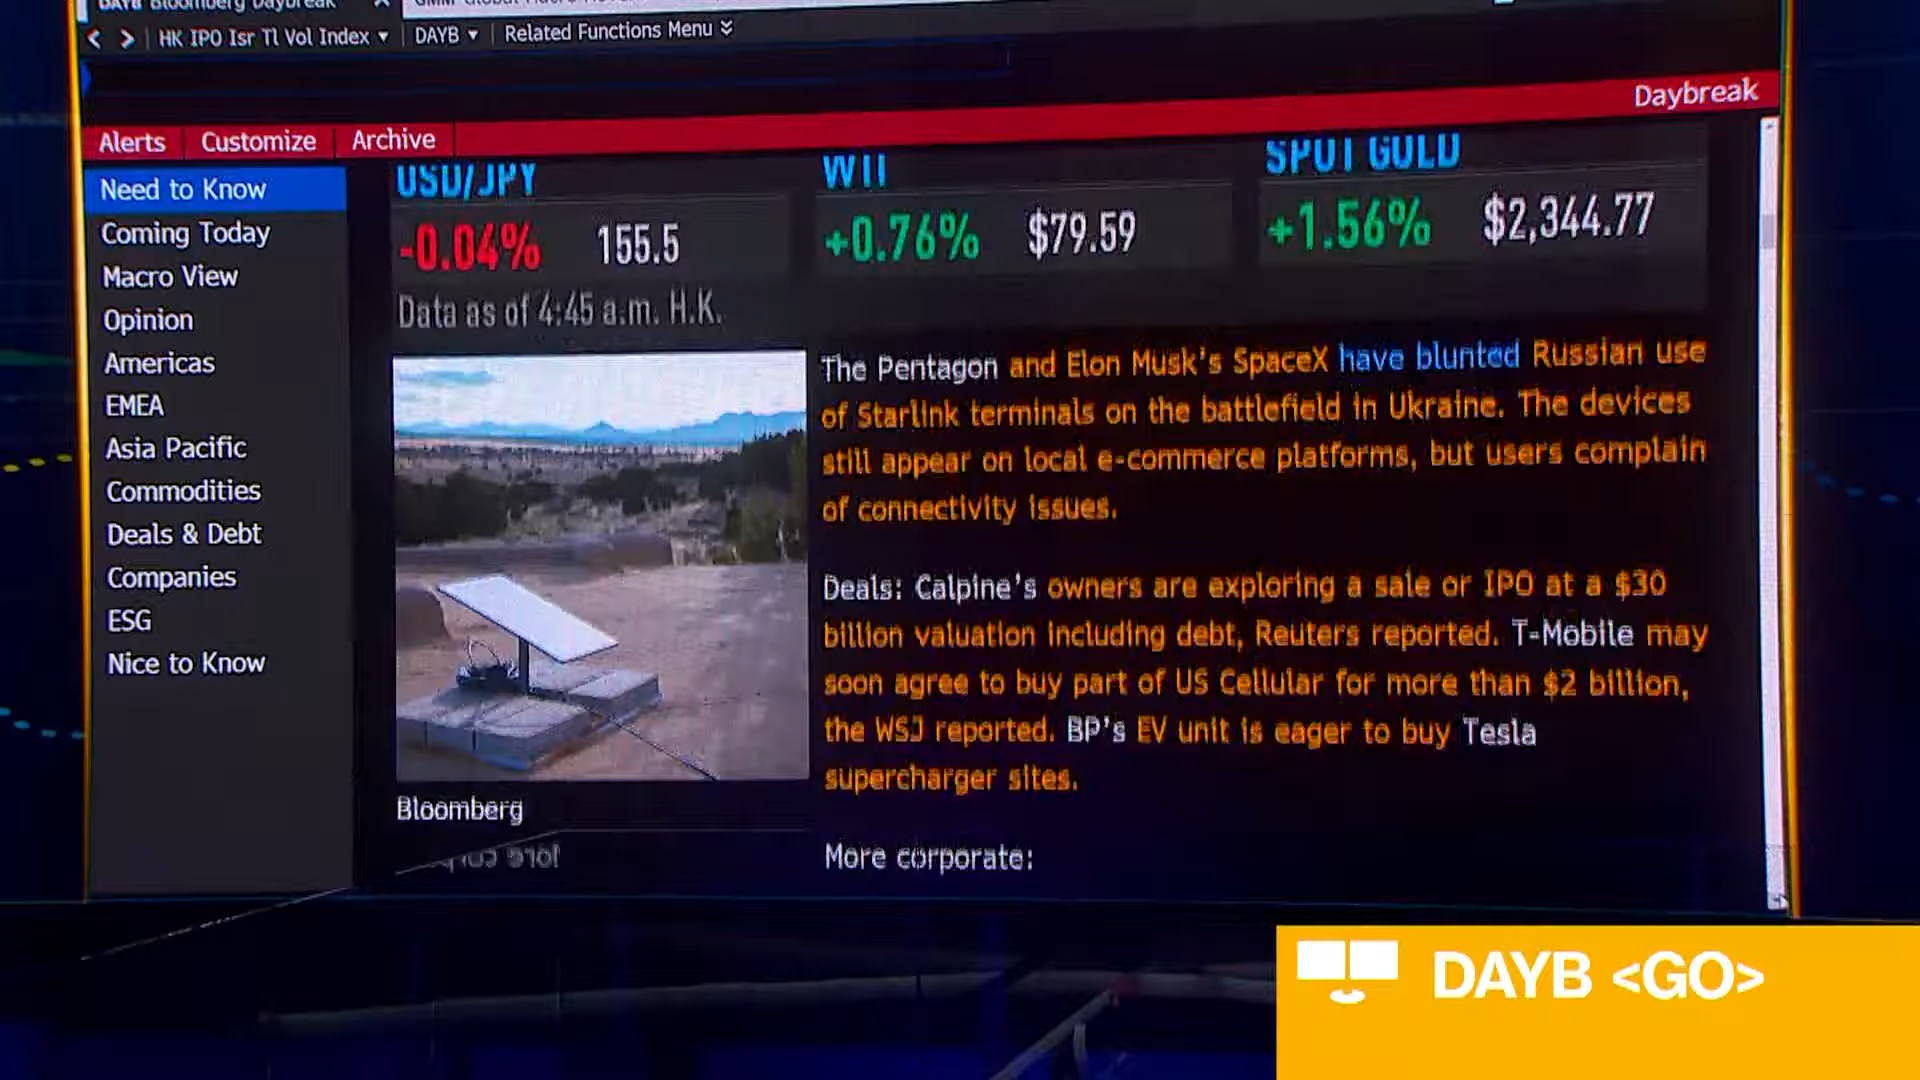 DAYB Bloomberg Daybreak
HK IPO Isr Tl Vol Index
DAYB
Related Functions Menu
Daybreak
Alerts
Customize
Archive
Need to Know
Coming Today
Macro View
Opinion
Americas
EMEA
Asia Pacific
Commodities
Deals & Debt
Companies
ESG
Nice to Know
USD/JPY
-0.04% 155.5
WTI
+0.76% $79.59
SPOT GOLD
+1.56% $2,344.77
Data as of 4:45 a.m. H.K.
The Pentagon and Elon Musk's SpaceX have blunted Russian use
of Starlink terminals on the battlefield in Ukraine. The devices
still appear on local e-commerce platforms, but users complain
of connectivity issues.
Deals: Calpine's owners are exploring a sale or IPO at a $30
billion valuation including debt, Reuters reported. T-Mobile may
soon agree to buy part of US Cellular for more than $2 billion,
the WSJ reported. BP's EV unit is eager to buy Tesla
supercharger sites.
Bloomberg
More corporate:
DAYB <GO>